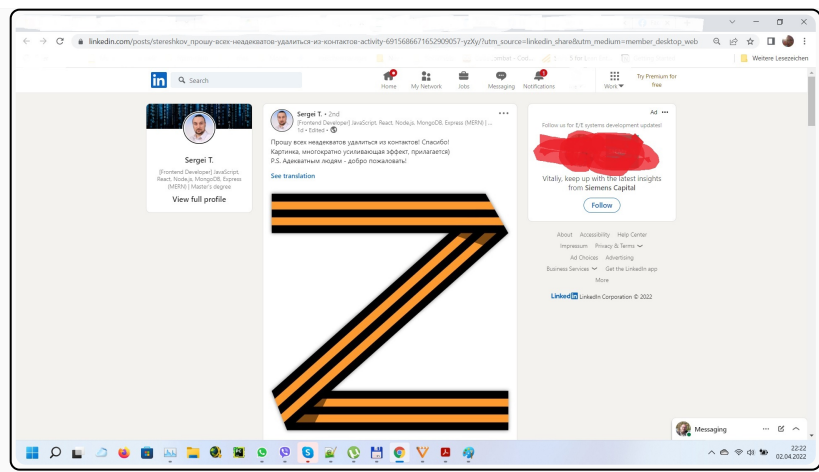 linkedin.com/posts/stereshkov_прошу-всех-неадекватов-удалиться-из-контактов-activity-6915686671652909057-yzXy/?utm_source=linkedin_share&utm_medium=member_desktop_web
Weitere Lesezeichen
in
Search
Home
My Network
Jobs
Messaging
Notifications
Work
Try Premium for
free
Sergei T.
[Frontend Developer] JavaScript,
React, Node.js, MongoDB, Express
(MERN) | Master's degree
View full profile
Sergei T. • 2nd
[Frontend Developer] JavaScript, React, Node.js, MongoDB, Express (MERN) | ...
1d • Edited •
Прошу всех неадекватов удалиться из контактов! Спасибо!
Картинка, многократно усиливающая эффект, прилагается)
P.S. Адекватным людям - добро пожаловать!
See translation
Ad
Follow us for E/E systems development updates!
Vitaliy, keep up with the latest insights
from Siemens Capital
Follow
About Accessibility Help Center
Impressum Privacy & Terms
Ad Choices Advertising
Business Services Get the LinkedIn app
More
LinkedIn LinkedIn Corporation © 2022
Messaging
22:22
02.04.2022